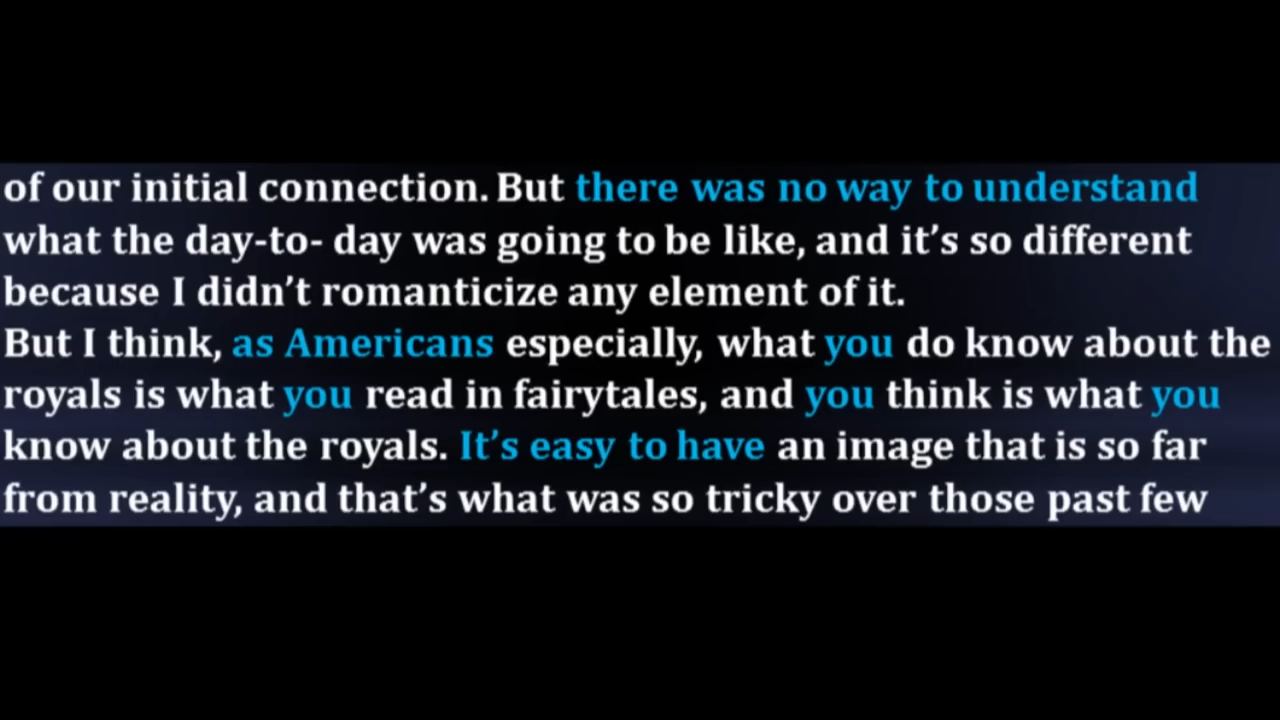 of our initial connection. But there was no way to understand
what the day-to- day was going to be like, and it’s so different
because I didn’t romanticize any element of it.
But I think, as Americans especially, what you do know about the
royals is what you read in fairytales, and you think is what you
know about the royals. It’s easy to have an image that is so far
from reality, and that’s what was so tricky over those past few